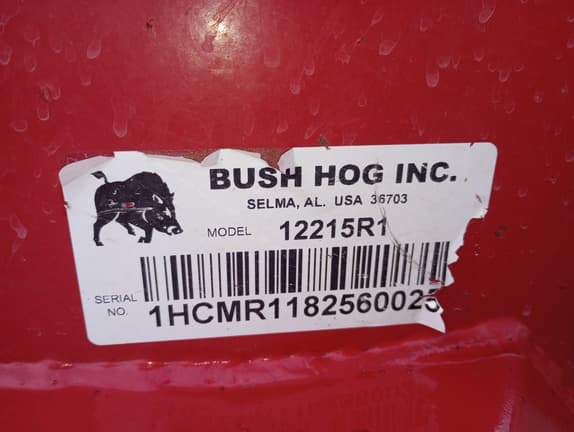 BUSH HOG INC.
SELMA, AL. USA 36703
MODEL 12215R1
SERIAL
NO. 1HCMR118256002